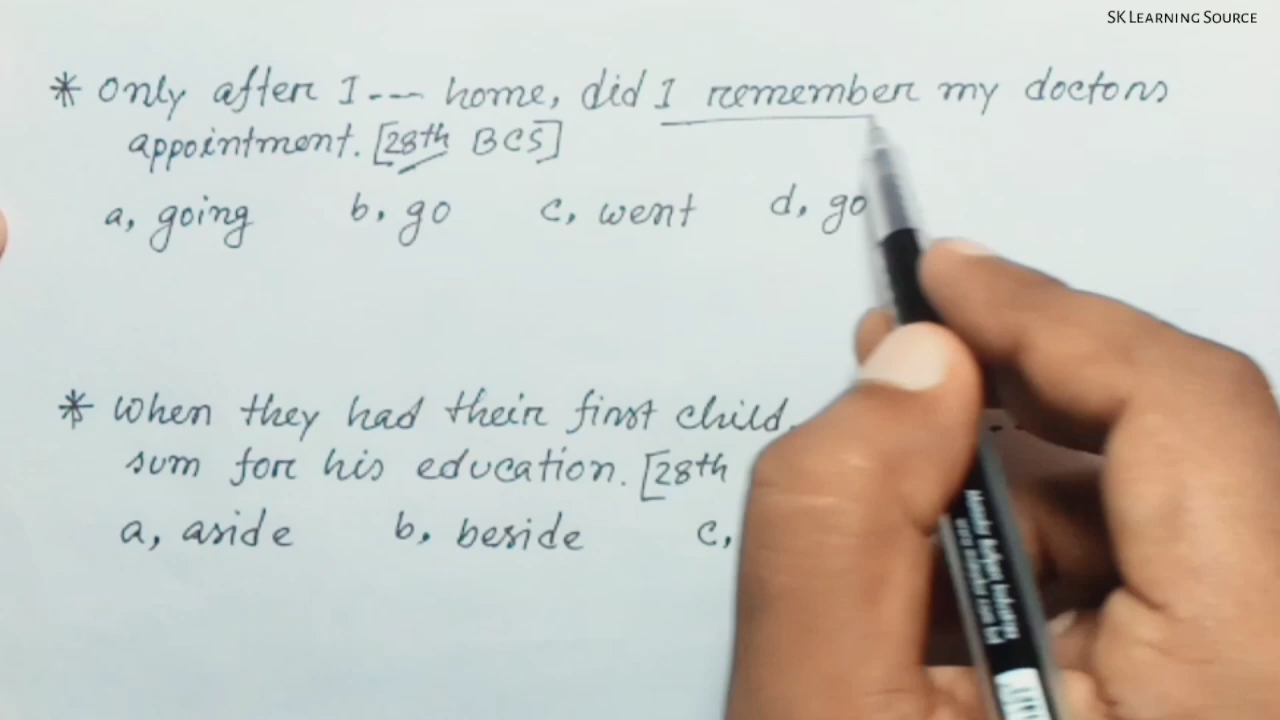 SK LEARNING SOURCE
* Only after I --- home, did I remember my doctors
appointment. [28th BCS]
a, going b. go c. went d. go
* When they had their first child,
sum for his education. [28th
a, aside b. beside c,